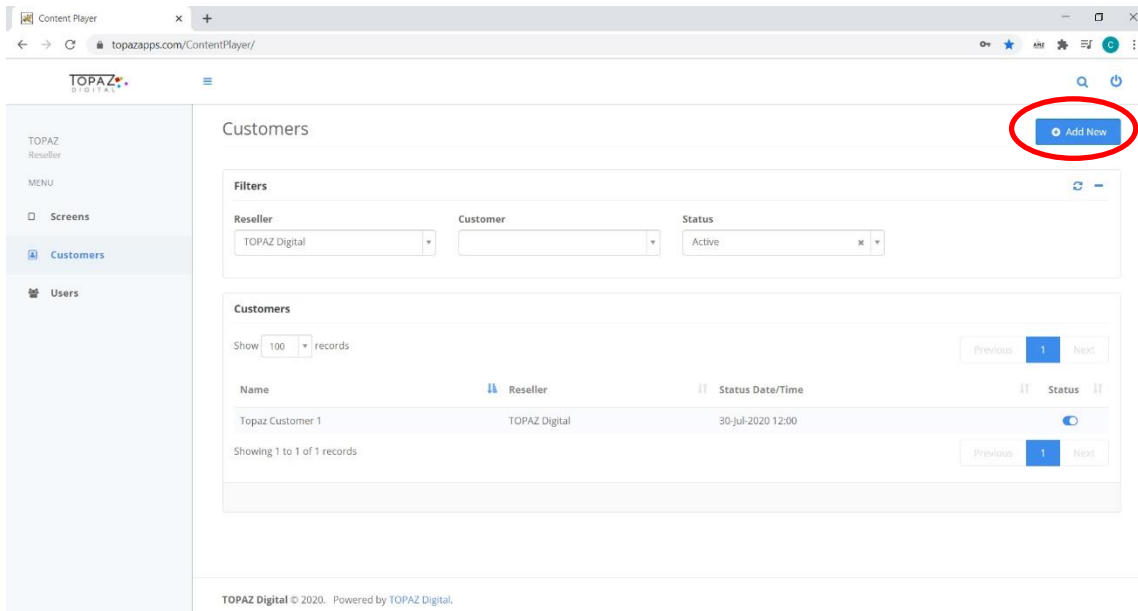 Content Player
topazapps.com/ContentPlayer/
C
TOPAZ
DIGITAL
TOPAZ
Reseller
MENU
Screens
Customers
Users
Customers
Add New
Filters
Reseller Customer Status
TOPAZ Digital Active
Customers
Show 100 records
Previous 1 Next
Name Reseller Status Date/Time Status
Topaz Customer 1 TOPAZ Digital 30-Jul-2020 12:00
Showing 1 to 1 of 1 records
Previous 1 Next
TOPAZ Digital © 2020. Powered by TOPAZ Digital.